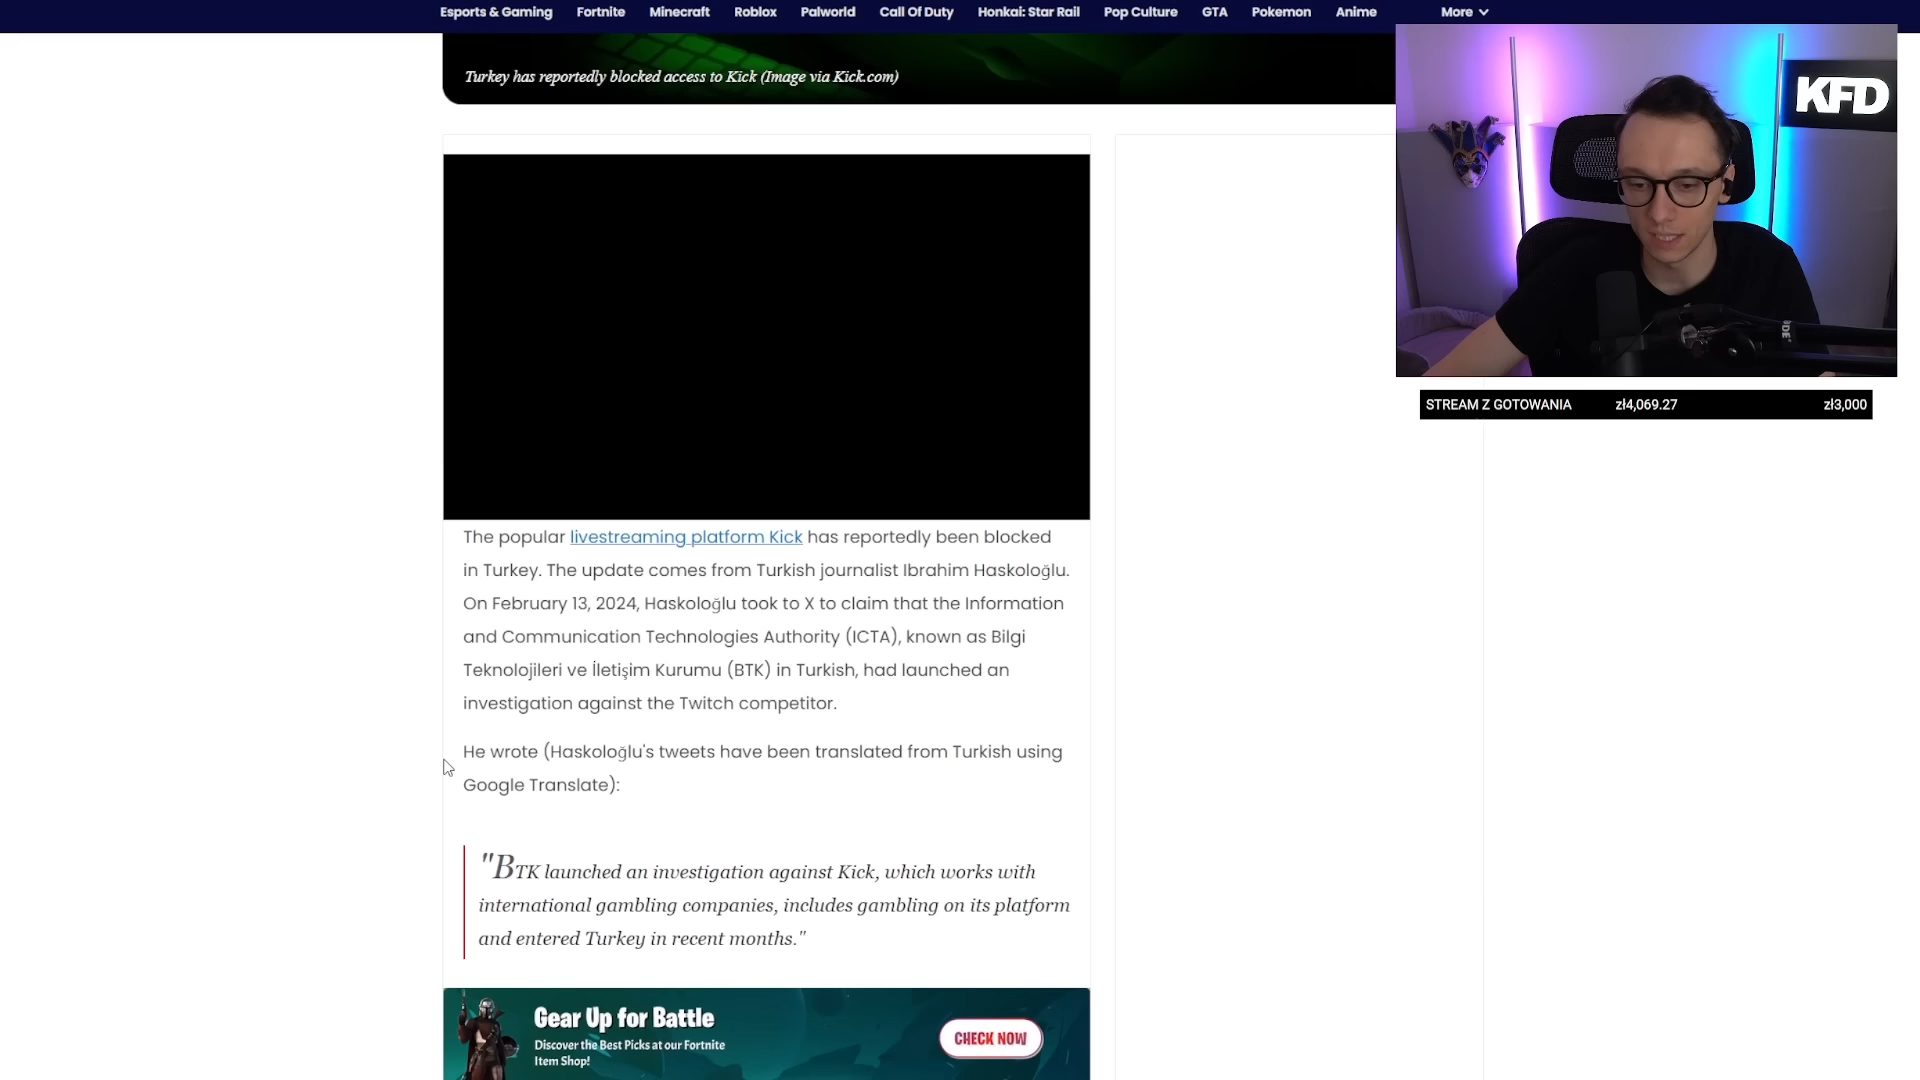 Esports & Gaming Fortnite Minecraft Roblox Palworld Call Of Duty Honkai: Star Rail Pop Culture GTA Pokemon Anime More
Turkey has reportedly blocked access to Kick (Image via Kick.com)
KFD
STREAM Z GOTOWANIA zł4,069.27 zł3,000
The popular livestreaming platform Kick has reportedly been blocked
in Turkey. The update comes from Turkish journalist Ibrahim Haskoloğlu.
On February 13, 2024, Haskoloğlu took to X to claim that the Information
and Communication Technologies Authority (ICTA), known as Bilgi
Teknolojileri ve İletişim Kurumu (BTK) in Turkish, had launched an
investigation against the Twitch competitor.
He wrote (Haskoloğlu's tweets have been translated from Turkish using
Google Translate):
"BTK launched an investigation against Kick, which works with
international gambling companies, includes gambling on its platform
and entered Turkey in recent months."
Gear Up for Battle
Discover the Best Picks at our Fortnite
Item Shop!
CHECK NOW